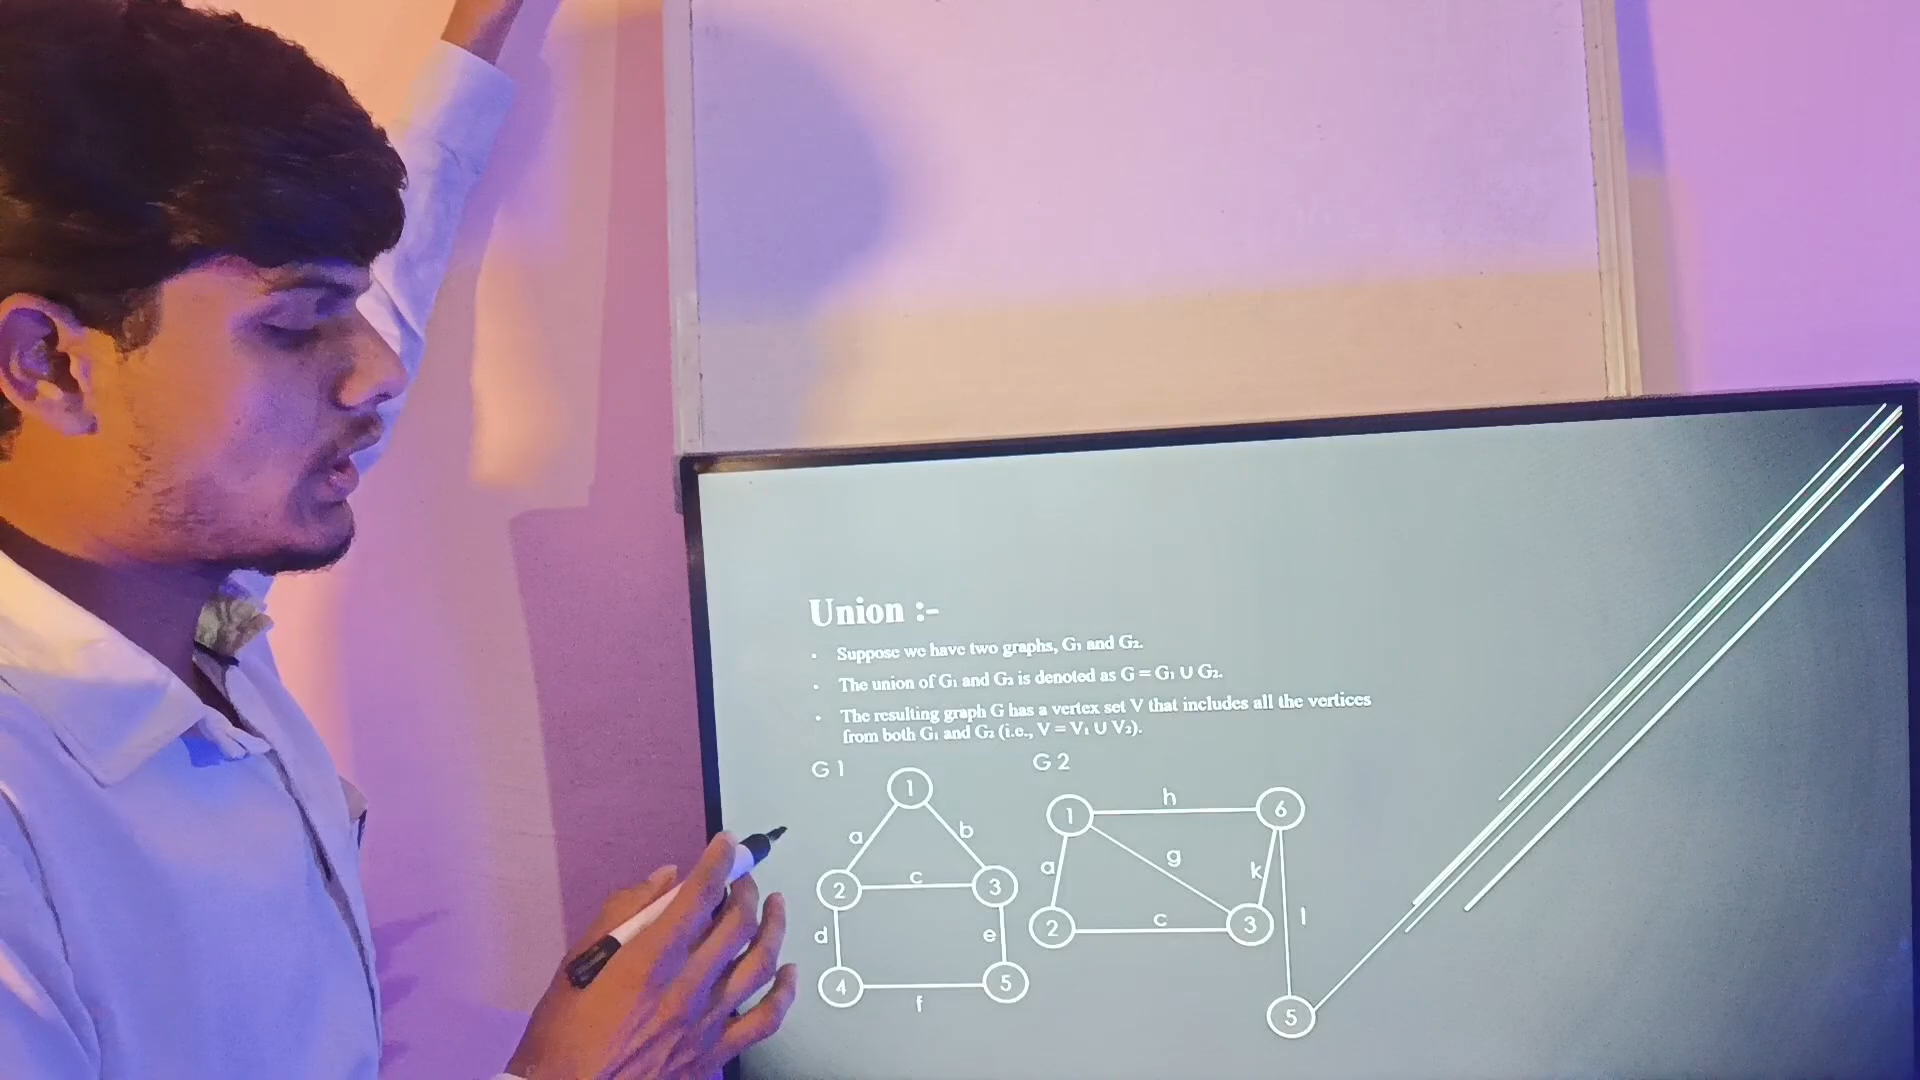 Union :-
• Suppose we have two graphs, G₁ and G₂.
• The union of G₁ and G₂ is denoted as G = G₁ ∪ G₂.
• The resulting graph G has a vertex set V that includes all the vertices
from both G₁ and G₂ (i.e., V = V₁ ∪ V₂).
G 1
1
a b
2 c 3
d e
4 f 5
G 2
1 h 6
a g k
2 c 3 l
5